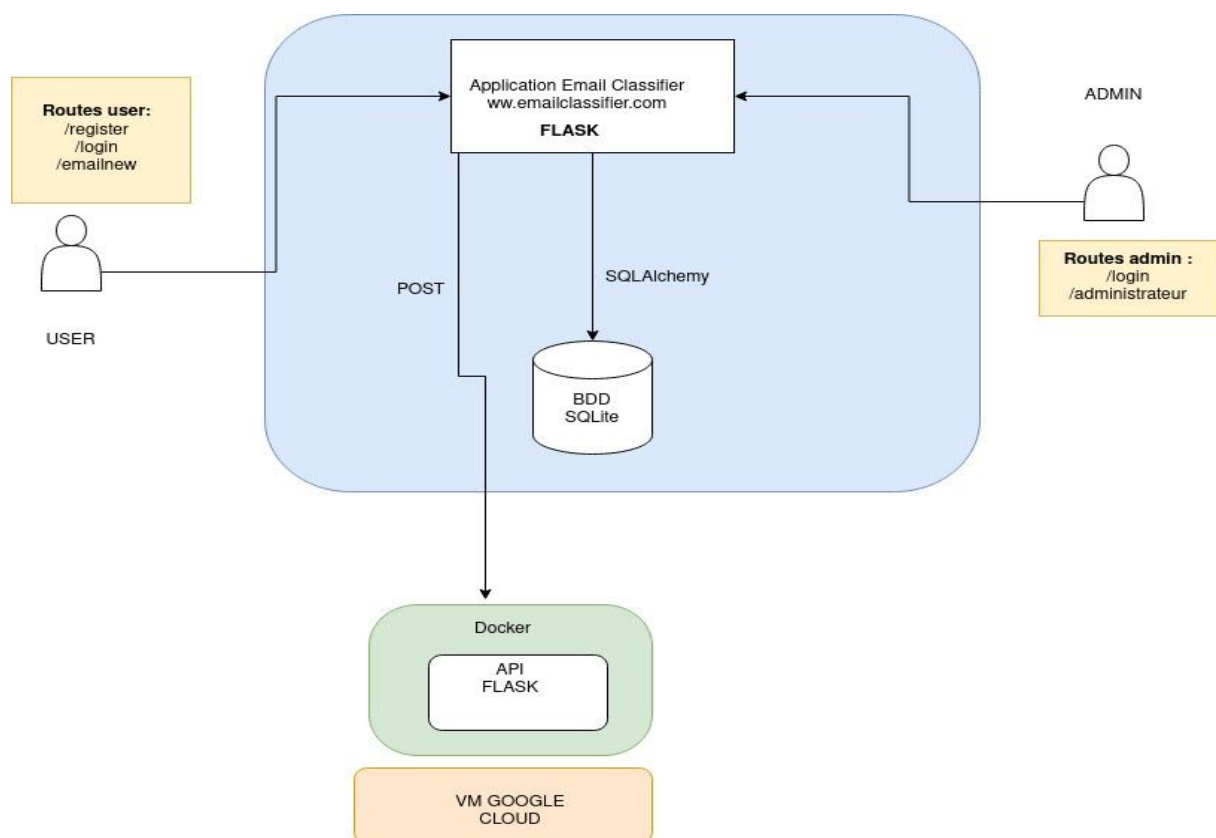 Application Email Classifier
ww.emailclassifier.com
FLASK
Routes user:
/register
/login
/emailnew
USER
ADMIN
Routes admin :
/login
/administrateur
POST
SQLAlchemy
BDD
SQLite
Docker
API
FLASK
VM GOOGLE
CLOUD